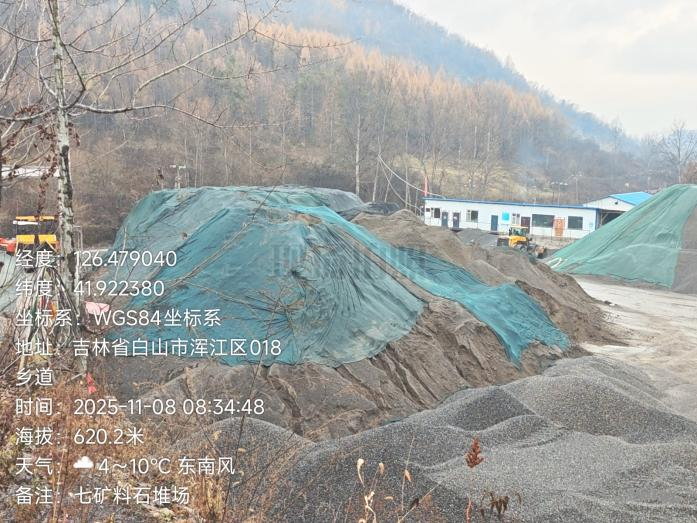 经度：126.479040
纬度：41.922380
坐标系：WGS84坐标系
地址：吉林省白山市浑江区018
乡道
时间：2025-11-08 08:34:48
海拔：620.2米
天气：☁4～10℃ 东南风
备注：七矿料石堆场